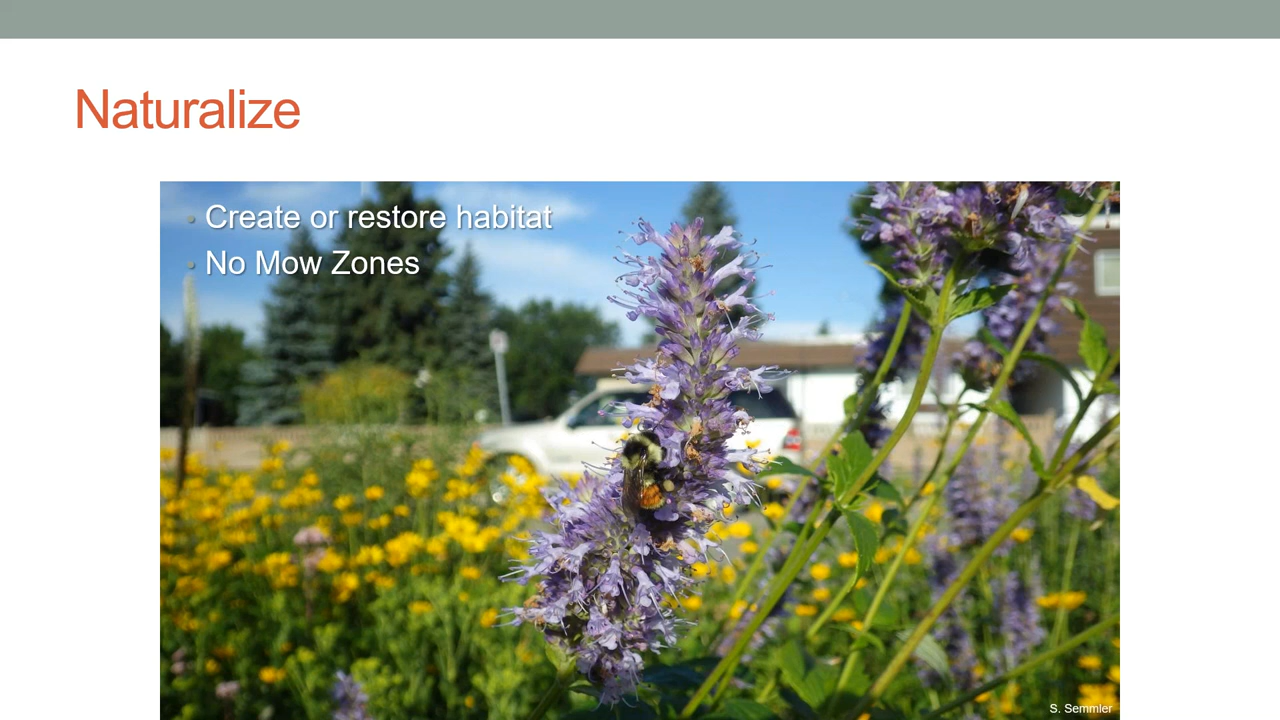 Naturalize
• Create or restore habitat
• No Mow Zones
S. Semmler